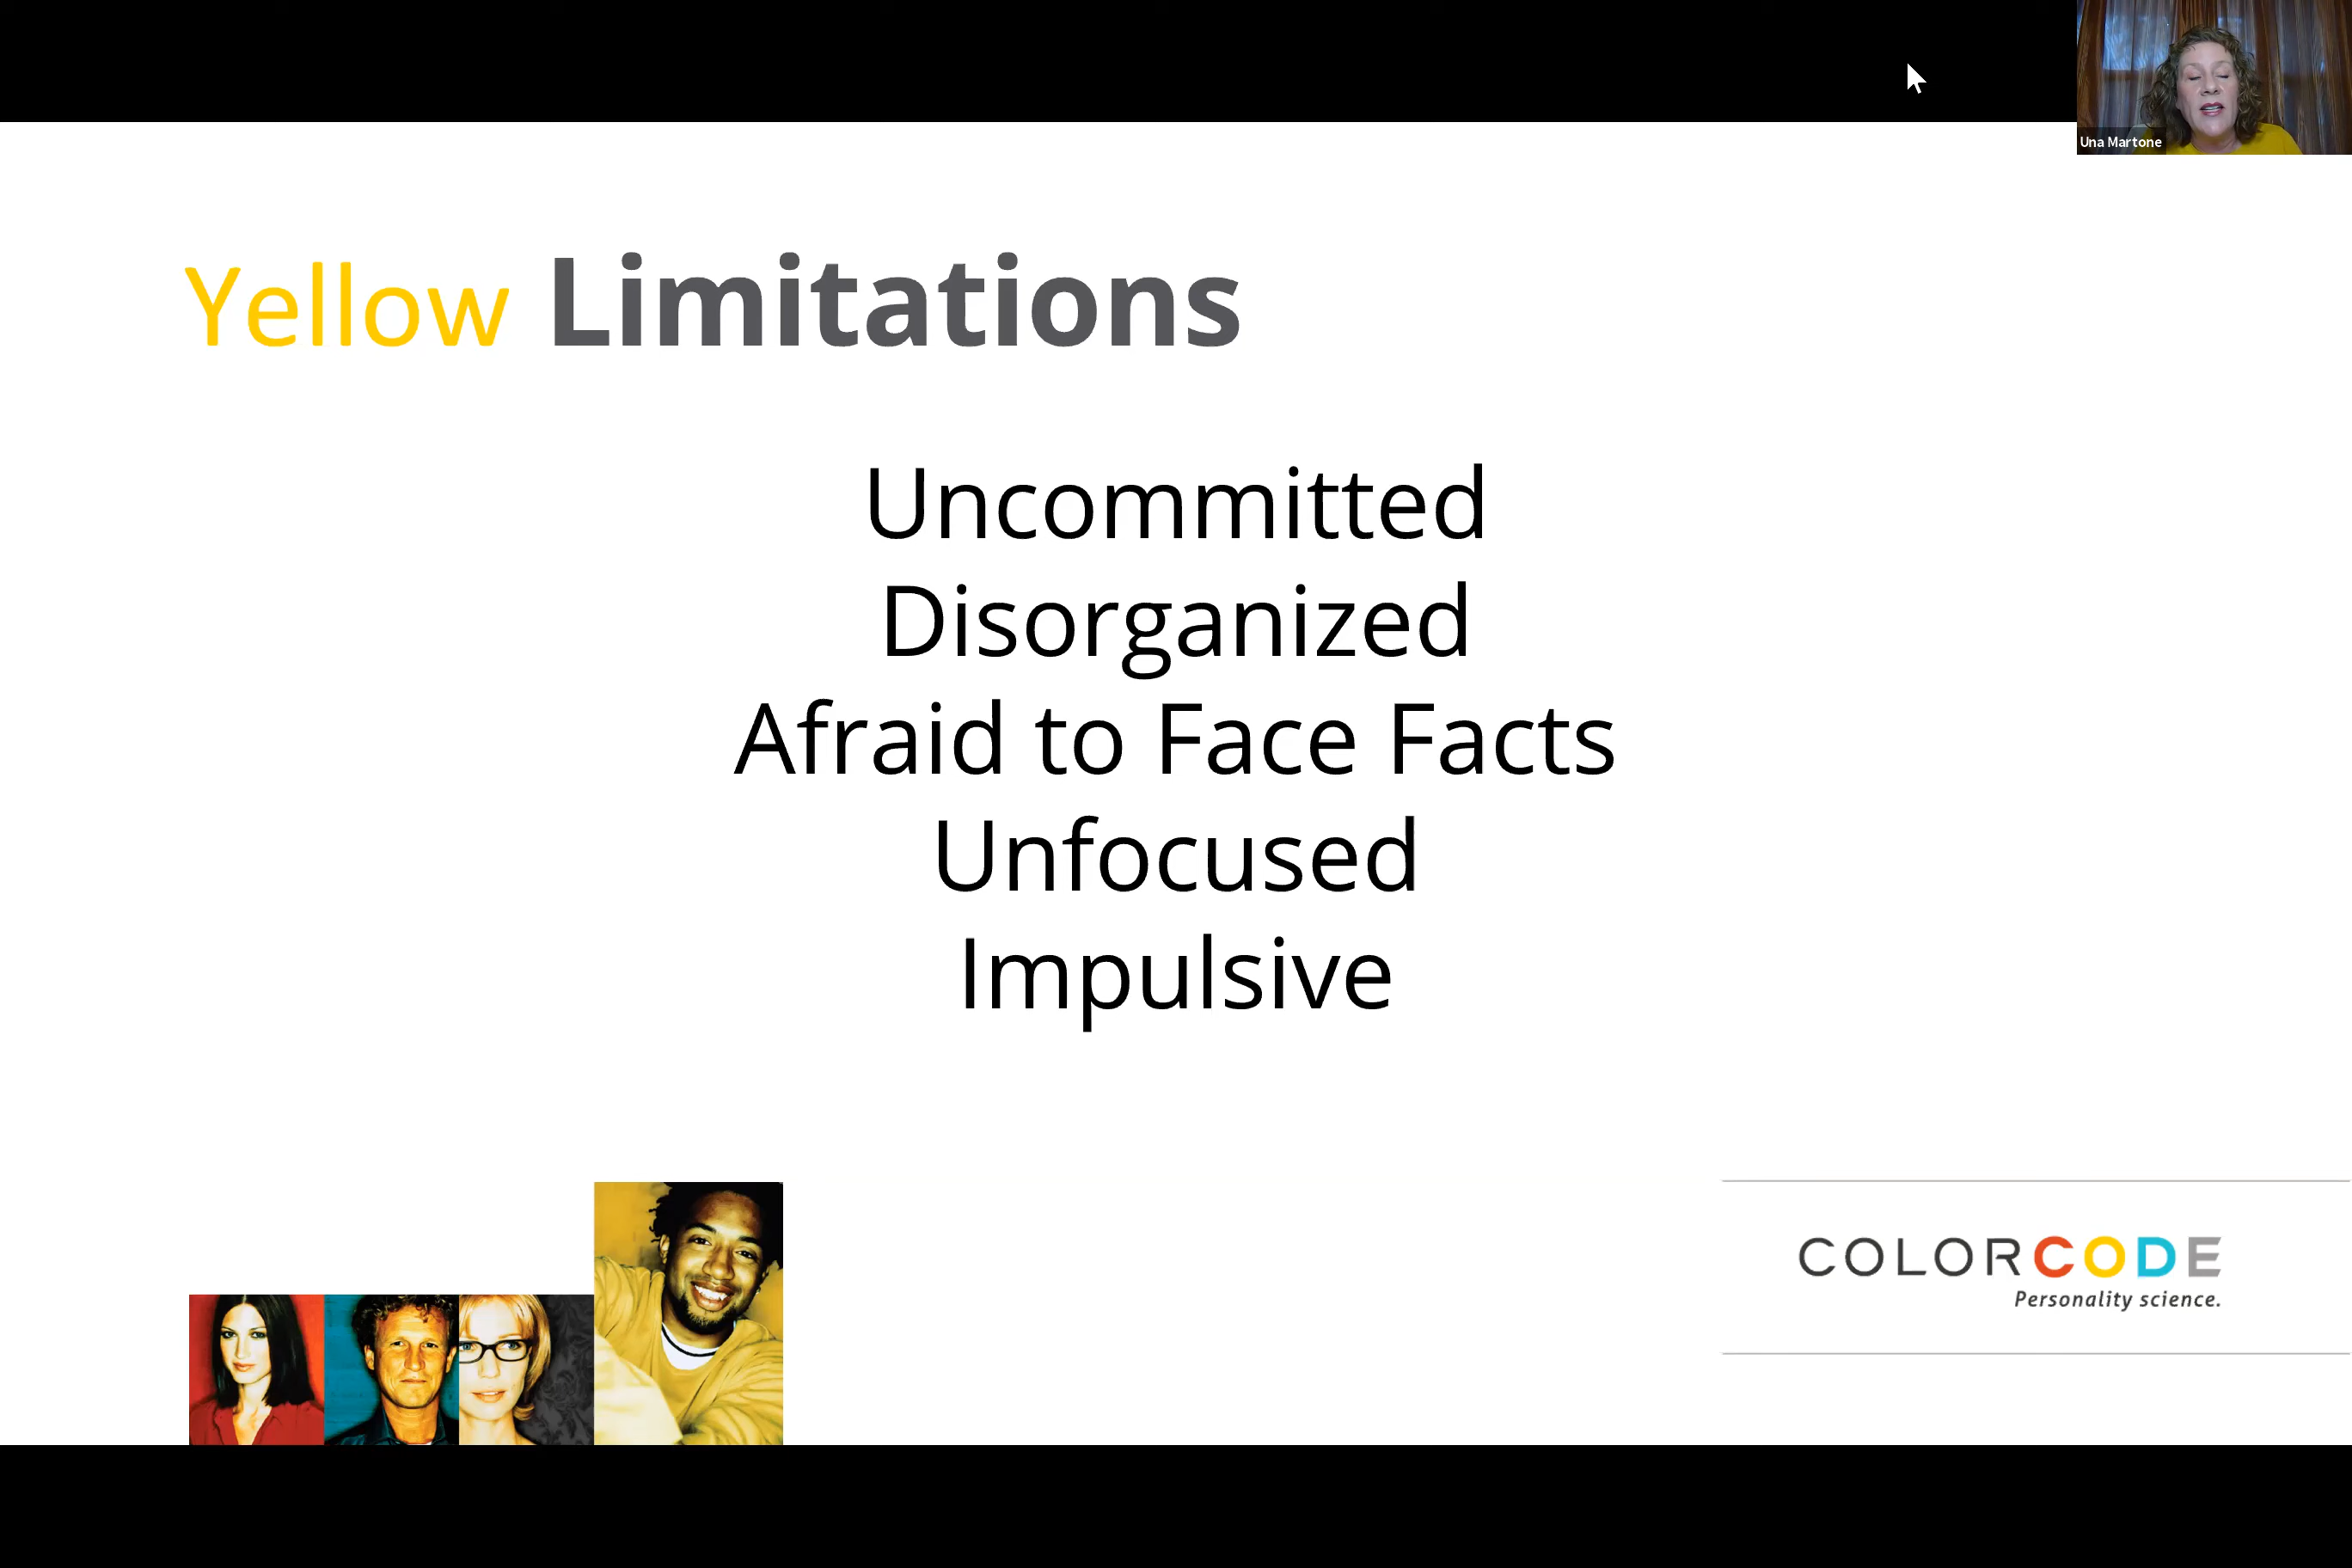 Una Martone
Yellow Limitations
Uncommitted
Disorganized
Afraid to Face Facts
Unfocused
Impulsive
COLORCODE
Personality science.